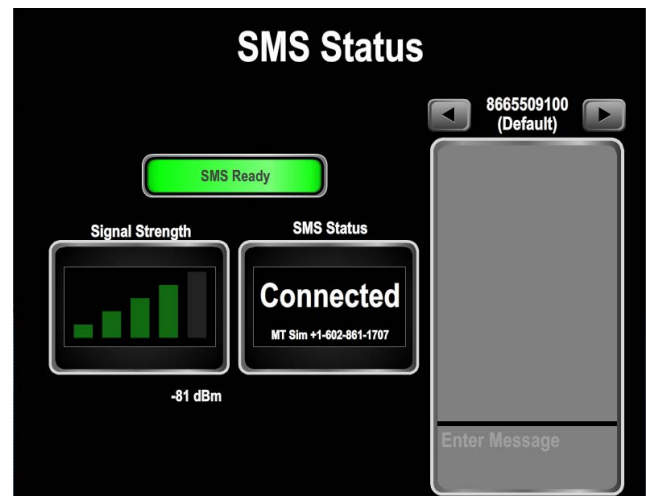 SMS Status
8665509100
(Default)
SMS Ready
Signal Strength
SMS Status
Connected
MT Sim +1-602-861-1707
-81 dBm
Enter Message